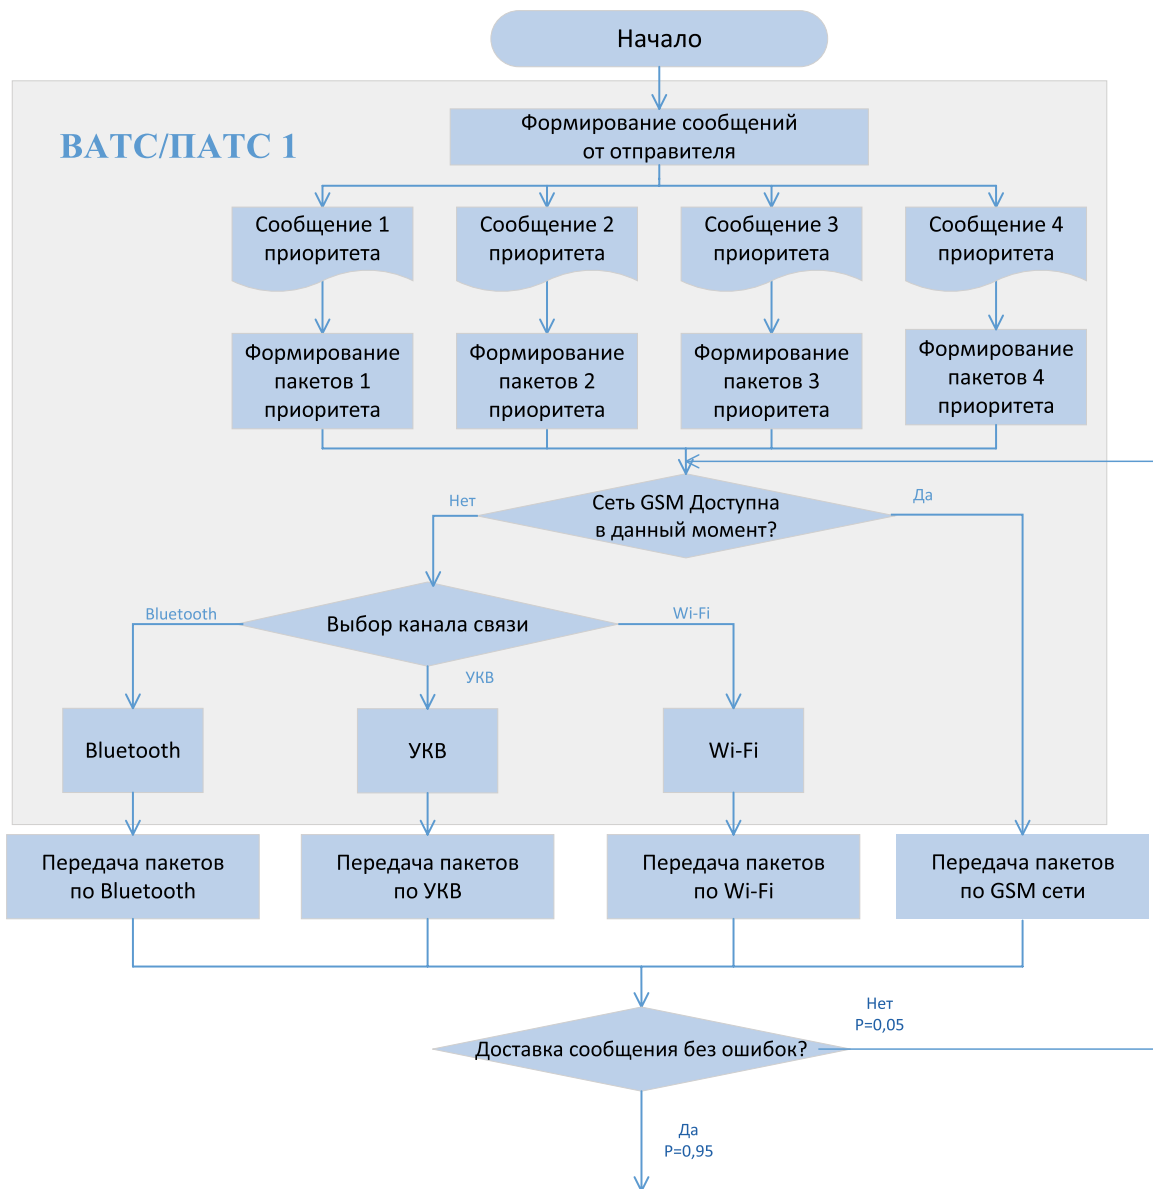 Начало
ВАТС/ПАТС 1
Формирование сообщений
от отправителя
Сообщение 1
приоритета
Сообщение 2
приоритета
Сообщение 3
приоритета
Сообщение 4
приоритета
Формирование
пакетов 1
приоритета
Формирование
пакетов 2
приоритета
Формирование
пакетов 3
приоритета
Формирование
пакетов 4
приоритета
Нет
Сеть GSM Доступна
в данный момент?
Да
Bluetooth
Выбор канала связи
Wi-Fi
УКВ
Bluetooth
УКВ
Wi-Fi
Передача пакетов
по Bluetooth
Передача пакетов
по УКВ
Передача пакетов
по Wi-Fi
Передача пакетов
по GSM сети
Доставка сообщения без ошибок?
Нет
P=0,05
Да
P=0,95